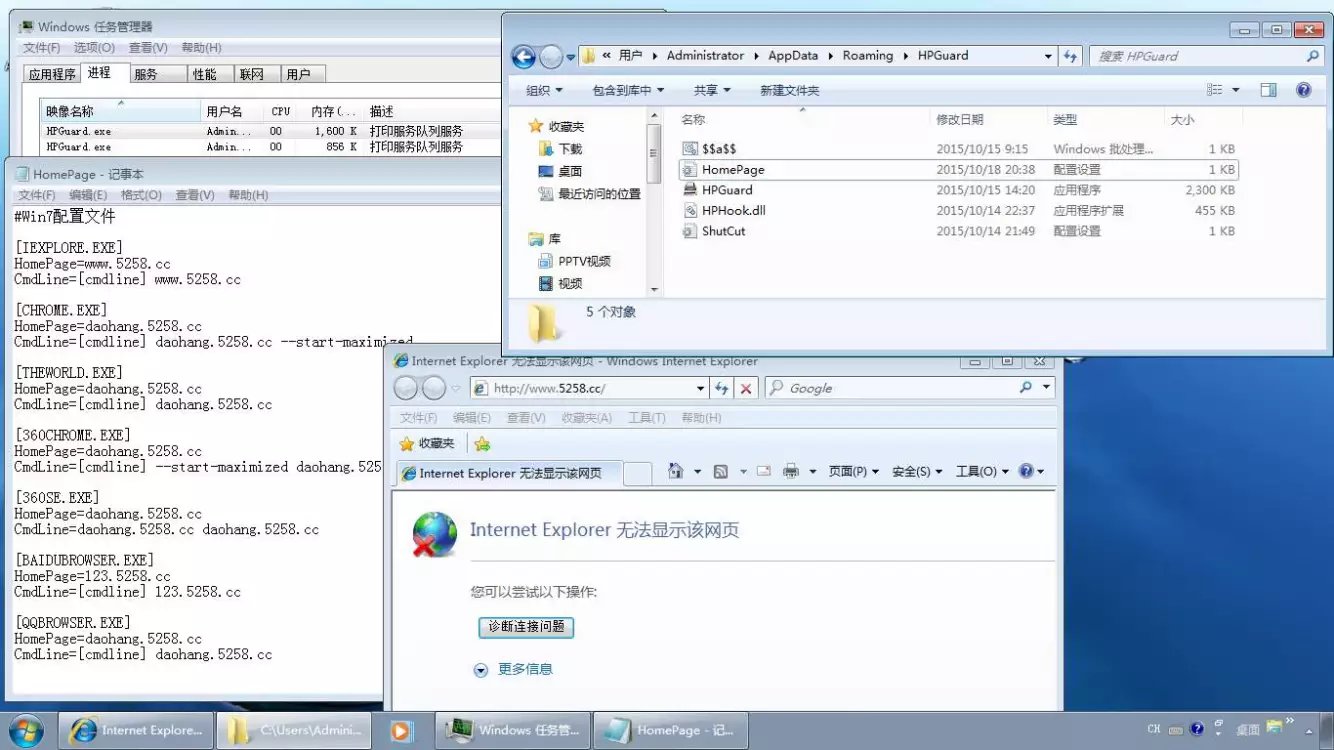 Windows 任务管理器
文件(F) 选项(O) 查看(V) 帮助(H)
应用程序 进程 服务 性能 联网 用户
映像名称 用户名 CPU 内存(... 描述
HPGuard.exe Admin... 00 1,600 K 打印服务队列服务
HPGuard.exe Admin... 00 856 K 打印服务队列服务
HomePage - 记事本
文件(F) 编辑(E) 格式(O) 查看(V) 帮助(H)
#Win7配置文件
[IEXPLORE.EXE]
HomePage=www.5258.cc
CmdLine=[cmdline] www.5258.cc
[CHROME.EXE]
HomePage=daohang.5258.cc
CmdLine=[cmdline] daohang.5258.cc --start-maximized
[THEWORLD.EXE]
HomePage=daohang.5258.cc
CmdLine=[cmdline] daohang.5258.cc
[360CHROME.EXE]
HomePage=daohang.5258.cc
CmdLine=[cmdline] --start-maximized daohang.525
[360SE.EXE]
HomePage=daohang.5258.cc
CmdLine=daohang.5258.cc daohang.5258.cc
[BAIDUBROWSER.EXE]
HomePage=123.5258.cc
CmdLine=[cmdline] 123.5258.cc
[QQBROWSER.EXE]
HomePage=daohang.5258.cc
CmdLine=[cmdline] daohang.5258.cc
« 用户 Administrator AppData Roaming HPGuard 搜索 HPGuard
组织 包含到库中 共享 新建文件夹
收藏夹
下载
桌面
最近访问的位置
库
PPTV视频
视频
名称 修改日期 类型 大小
$$a$$ 2015/10/15 9:15 Windows 批处理... 1 KB
HomePage 2015/10/18 20:38 配置设置 1 KB
HPGuard 2015/10/15 14:20 应用程序 2,300 KB
HPHook.dll 2015/10/14 22:37 应用程序扩展 455 KB
ShutCut 2015/10/14 21:49 配置设置 1 KB
5 个对象
Internet Explorer 无法显示该网页 - Windows Internet Explorer
http://www.5258.cc/ Google
文件(F) 编辑(E) 查看(V) 收藏夹(A) 工具(T) 帮助(H)
收藏夹
Internet Explorer 无法显示该网页 页面(P) 安全(S) 工具(O)
Internet Explorer 无法显示该网页
您可以尝试以下操作:
诊断连接问题
更多信息
Internet Explore... C:\Users\Admini... Windows 任务管... HomePage - 记... CH 桌面